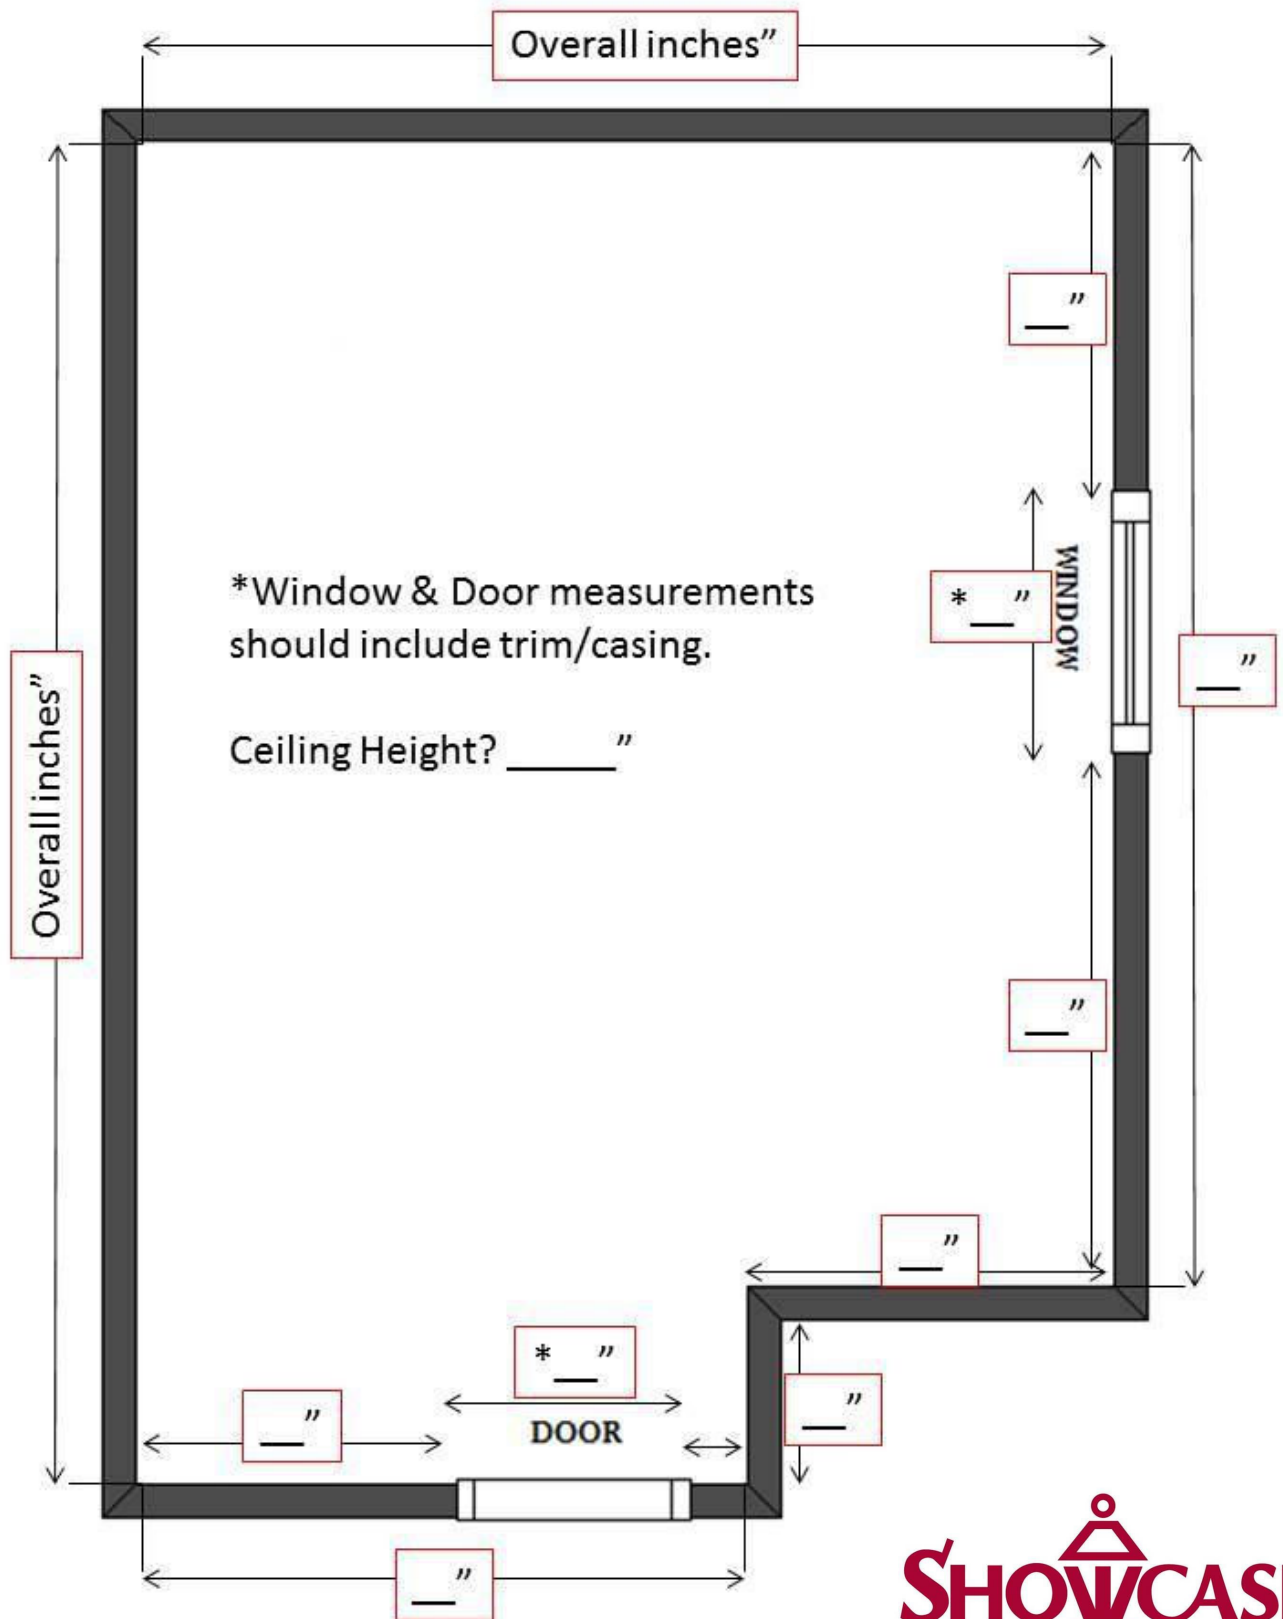 Overall inches”
__”
*__”
WINDOW
__”
*Window & Door measurements
should include trim/casing.
Ceiling Height? _____”
Overall inches”
__”
__”
*__”
__”
__”
DOOR
__”
SHOWCAS